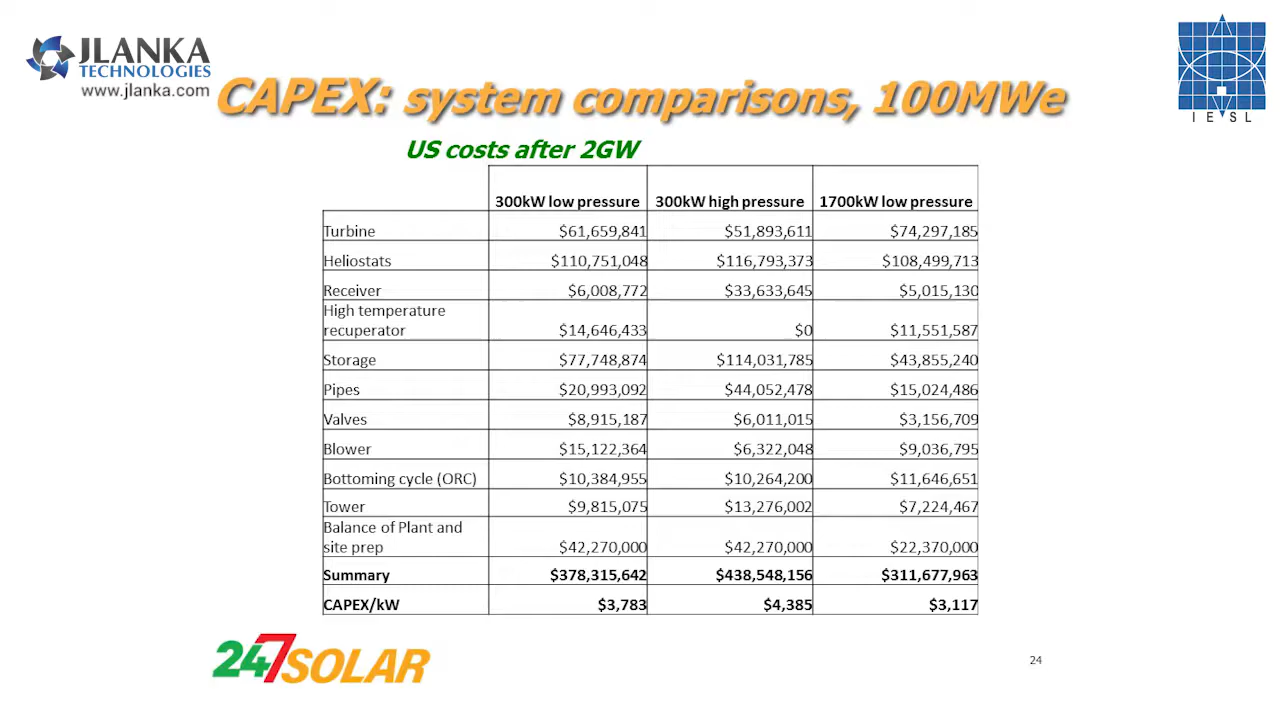 JLANKA
TECHNOLOGIES
www.jlanka.com
IESL
CAPEX: system comparisons, 100MWe
US costs after 2GW
300kW low pressure 300kW high pressure 1700kW low pressure
Turbine $61,659,841 $51,893,611 $74,297,185
Heliostats $110,751,048 $116,793,373 $108,499,713
Receiver $6,008,772 $33,633,645 $5,015,130
High temperature
recuperator $14,646,433 $0 $11,551,587
Storage $77,748,874 $114,031,785 $43,855,240
Pipes $20,993,092 $44,052,478 $15,024,486
Valves $8,915,187 $6,011,015 $3,156,709
Blower $15,122,364 $6,322,048 $9,036,795
Bottoming cycle (ORC) $10,384,955 $10,264,200 $11,646,651
Tower $9,815,075 $13,276,002 $7,224,467
Balance of Plant and
site prep $42,270,000 $42,270,000 $22,370,000
Summary $378,315,642 $438,548,156 $311,677,963
CAPEX/kW $3,783 $4,385 $3,117
247SOLAR
24